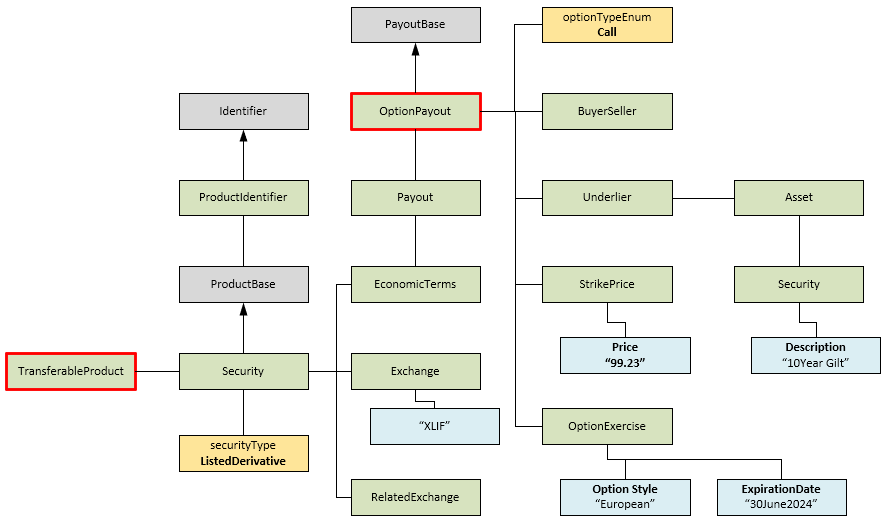 PayoutBase
optionTypeEnum
Call
Identifier
OptionPayout
BuyerSeller
ProductIdentifier
Payout
Underlier
Asset
ProductBase
EconomicTerms
StrikePrice
Security
Price
“99.23”
Description
“10Year Gilt”
TransferableProduct
Security
Exchange
“XLIF”
OptionExercise
securityType
ListedDerivative
RelatedExchange
Option Style
“European”
ExpirationDate
“30June2024”